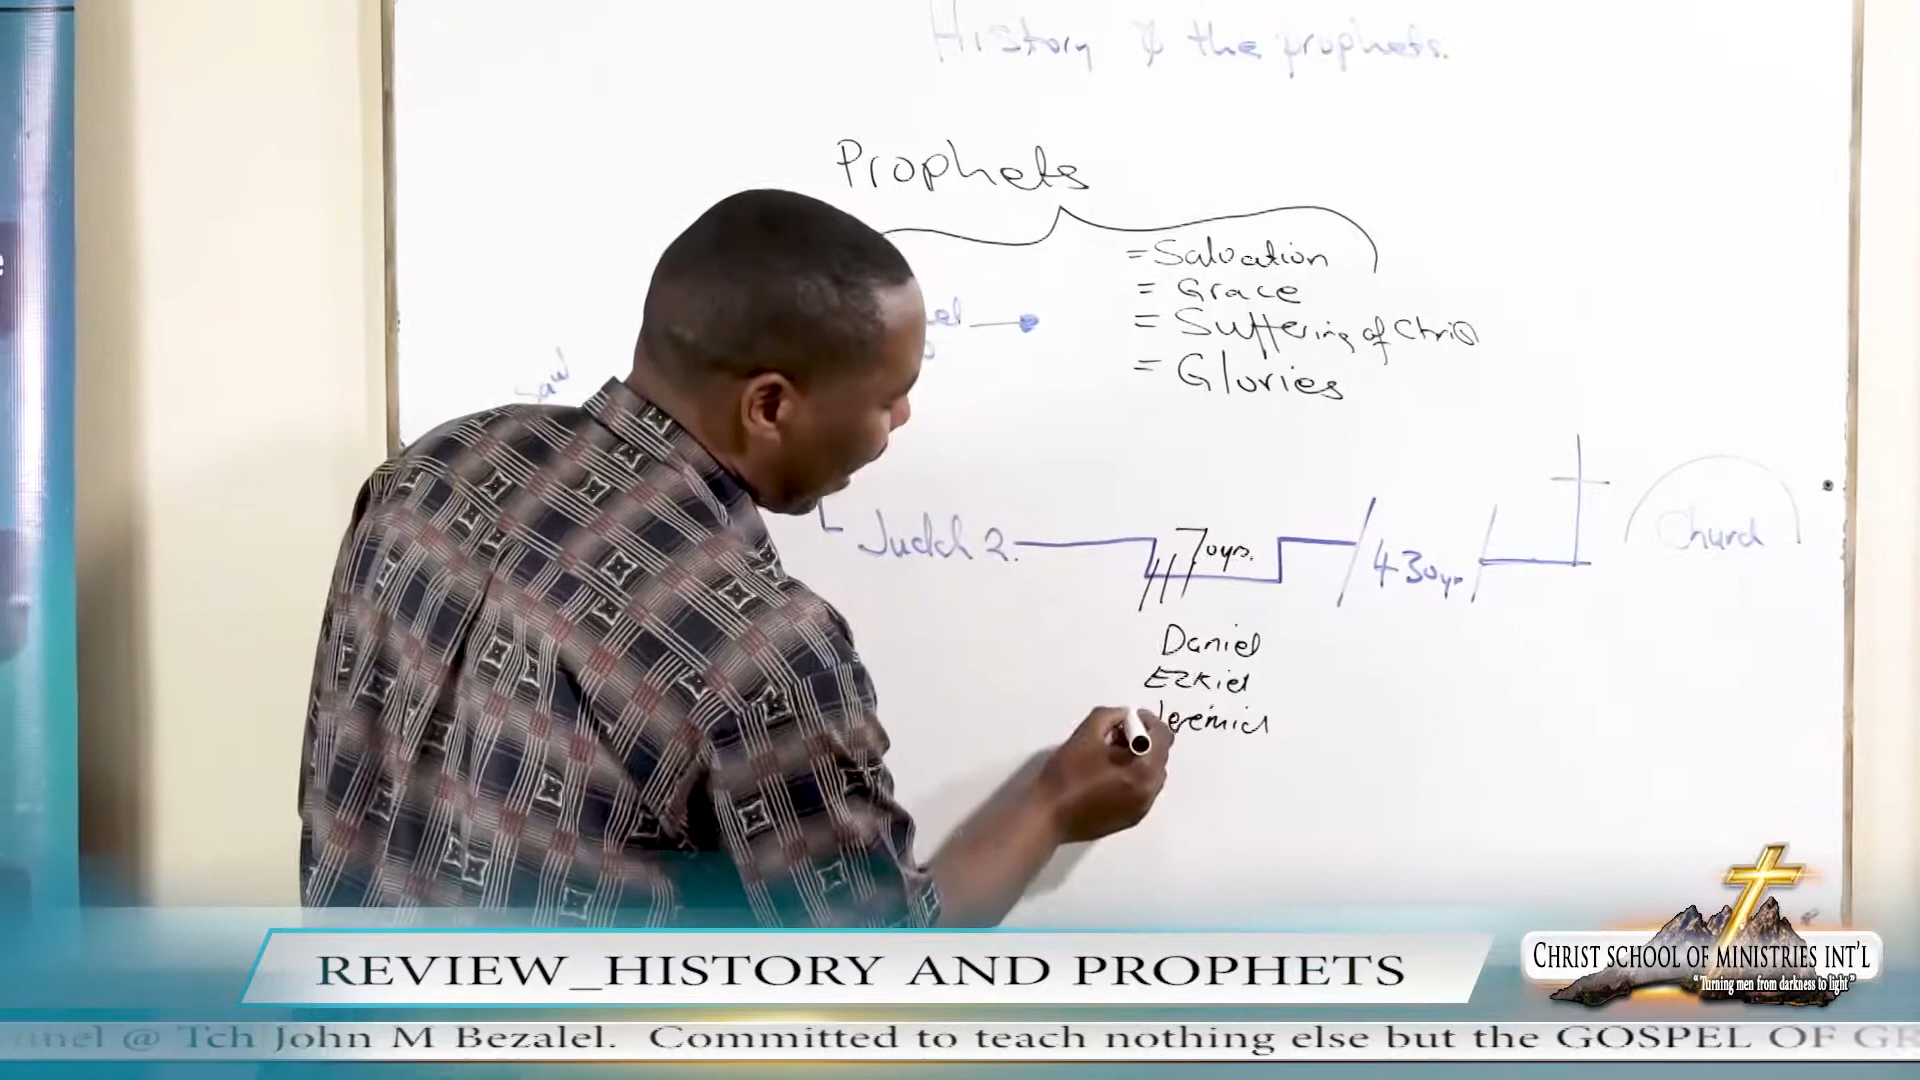 History & the prophets.
Prophets
= Salvation
= Grace
= Suffering of Christ
= Glories
Saul
Judah 2.
70yrs.
430yrs
Church
Daniel
Ezkiel
REVIEW_HISTORY AND PROPHETS
CHRIST SCHOOL OF MINISTRIES INT'L
"Turning men from darkness to light"
@ Tch John M Bezalel. Committed to teach nothing else but the GOSPEL OF